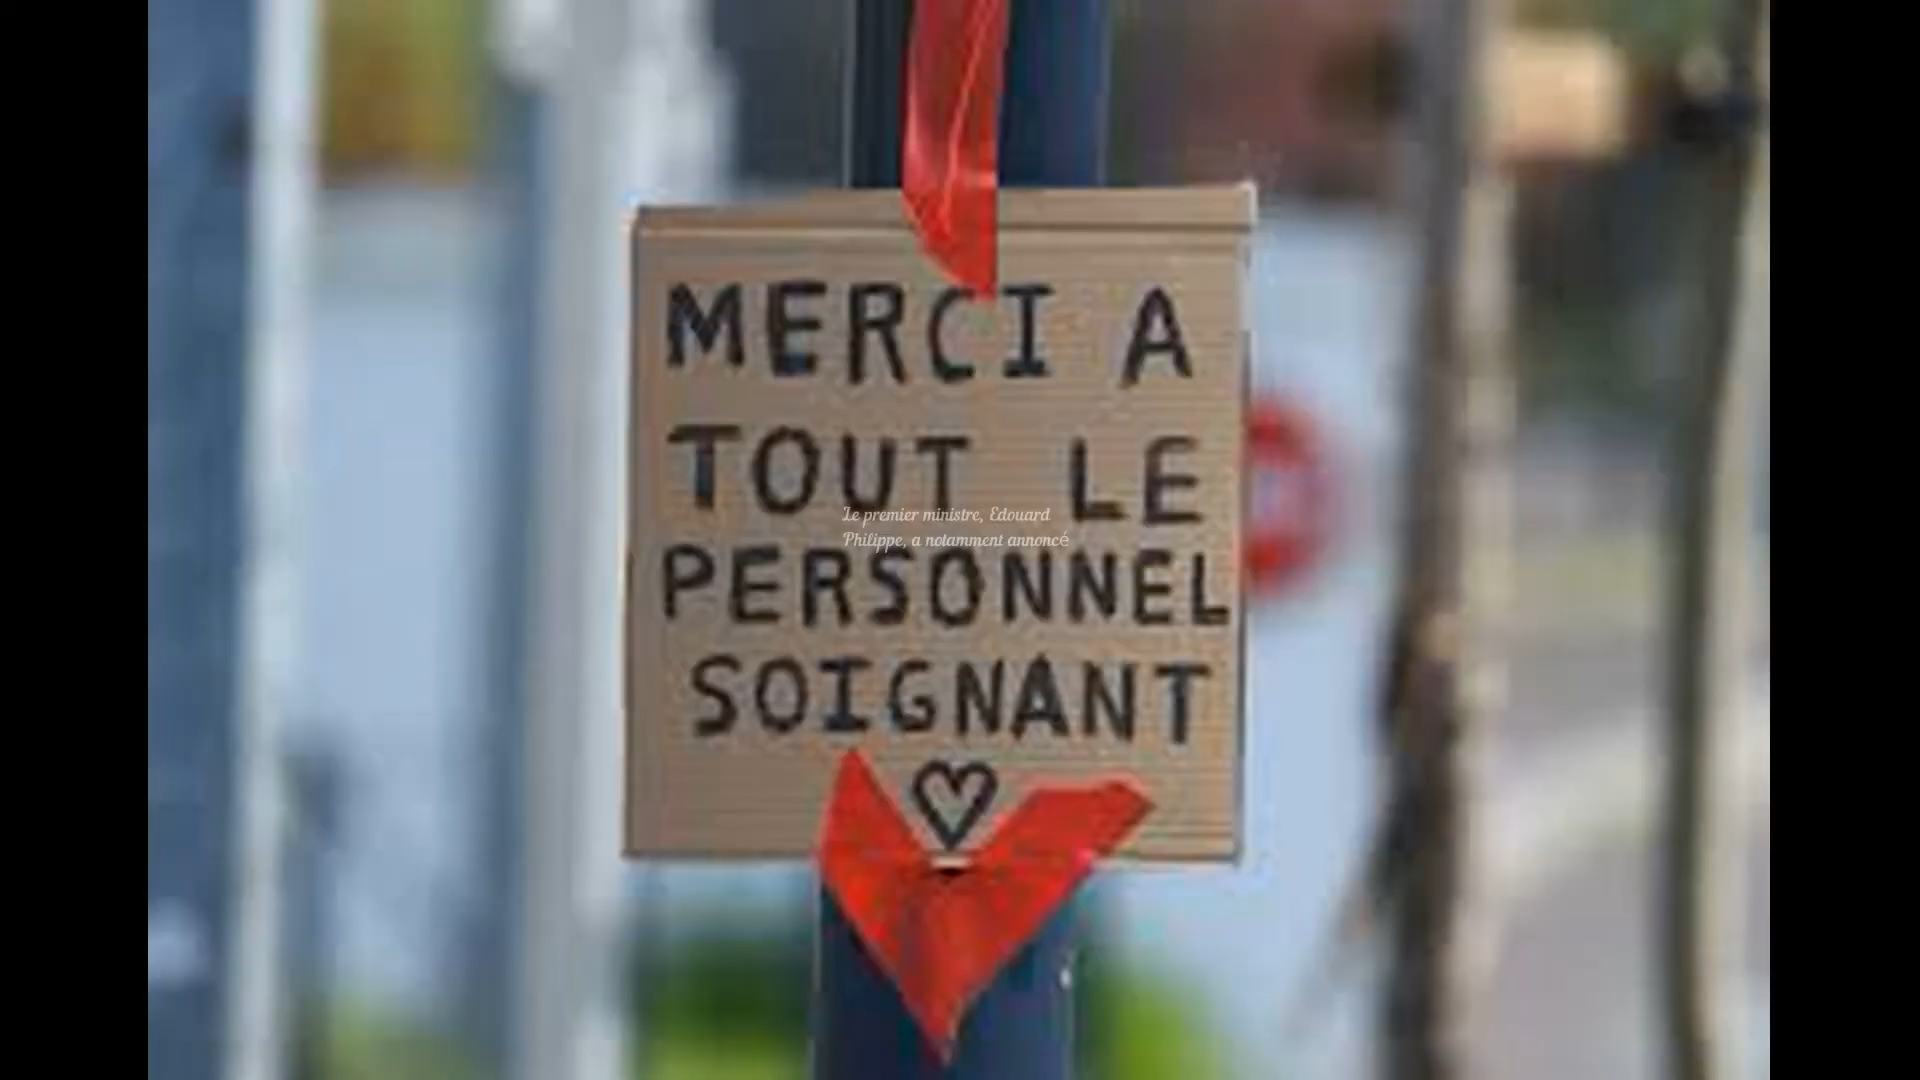 MERCI A
TOUT LE
Le premier ministre, Edouard
Philippe, a notamment annoncé
PERSONNEL
SOIGNANT